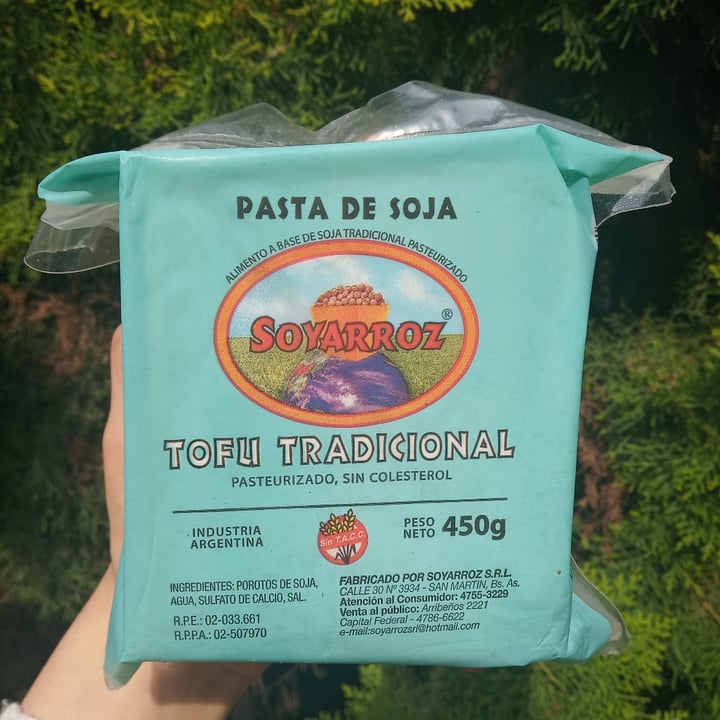 PASTA DE SOJA
ALIMENTO A BASE DE SOJA TRADICIONAL PASTEURIZADO
SOYARROZ®
TOFU TRADICIONAL
PASTEURIZADO, SIN COLESTEROL
INDUSTRIA
ARGENTINA
Sin T.A.C.C.
PESO
NETO 450g
INGREDIENTES: POROTOS DE SOJA,
AGUA, SULFATO DE CALCIO, SAL.
R.P.E.: 02-033.661
R.P.P.A.: 02-507970
FABRICADO POR SOYARROZ S.R.L.
CALLE 30 Nº 3934 - SAN MARTIN, Bs. As.
Atención al Consumidor: 4755-3229
Venta al público: Arribeños 2221
Capital Federal - 4786-6622
e-mail:soyarrozsrl@hotmail.com